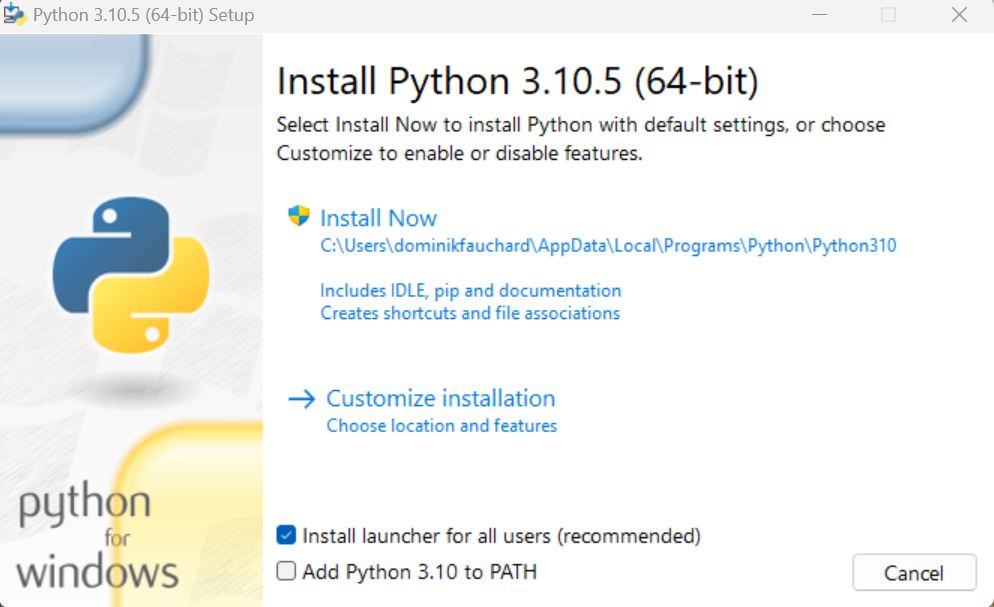 Python 3.10.5 (64-bit) Setup
Install Python 3.10.5 (64-bit)
Select Install Now to install Python with default settings, or choose
Customize to enable or disable features.
Install Now
C:\Users\dominikfauchard\AppData\Local\Programs\Python\Python310
Includes IDLE, pip and documentation
Creates shortcuts and file associations
Customize installation
Choose location and features
python
for
windows
Install launcher for all users (recommended)
Add Python 3.10 to PATH
Cancel